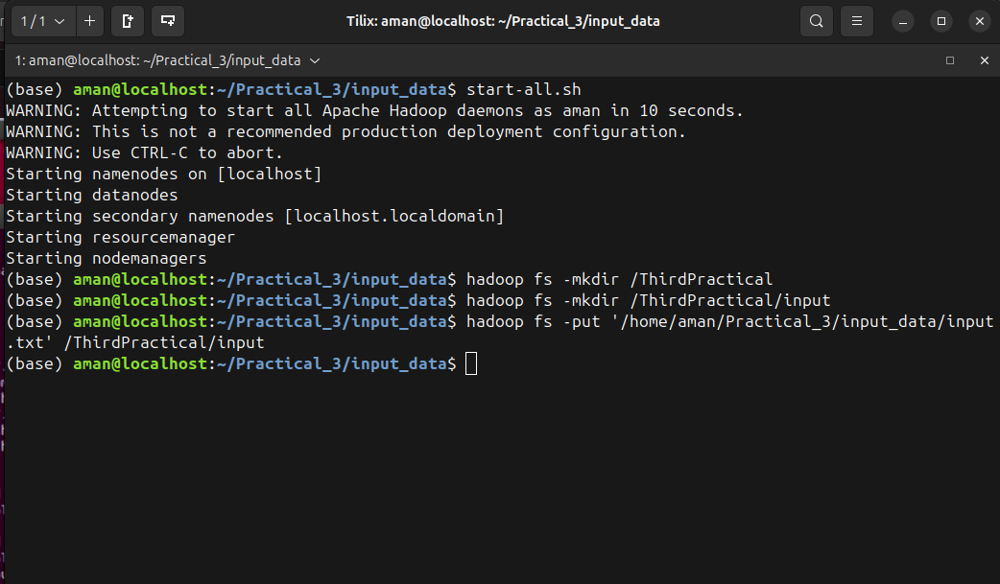 1 / 1
Tilix: aman@localhost: ~/Practical_3/input_data
1: aman@localhost: ~/Practical_3/input_data
(base) aman@localhost:~/Practical_3/input_data$ start-all.sh
WARNING: Attempting to start all Apache Hadoop daemons as aman in 10 seconds.
WARNING: This is not a recommended production deployment configuration.
WARNING: Use CTRL-C to abort.
Starting namenodes on [localhost]
Starting datanodes
Starting secondary namenodes [localhost.localdomain]
Starting resourcemanager
Starting nodemanagers
(base) aman@localhost:~/Practical_3/input_data$ hadoop fs -mkdir /ThirdPractical
(base) aman@localhost:~/Practical_3/input_data$ hadoop fs -mkdir /ThirdPractical/input
(base) aman@localhost:~/Practical_3/input_data$ hadoop fs -put '/home/aman/Practical_3/input_data/input
.txt' /ThirdPractical/input
(base) aman@localhost:~/Practical_3/input_data$